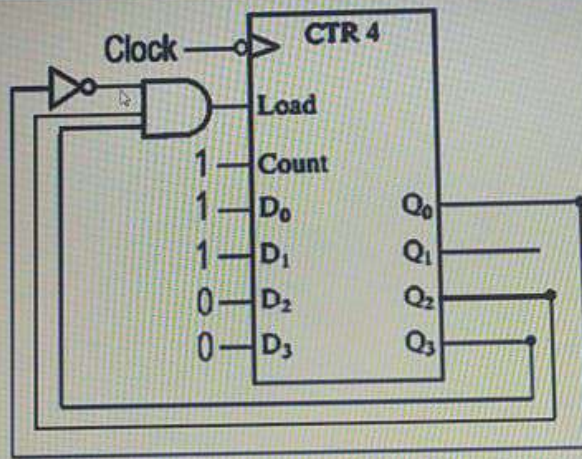 CTR 4
Clock
Load
1 Count
1 D₀ Q₀
1 D₁ Q₁
0 D₂ Q₂
0 D₃ Q₃